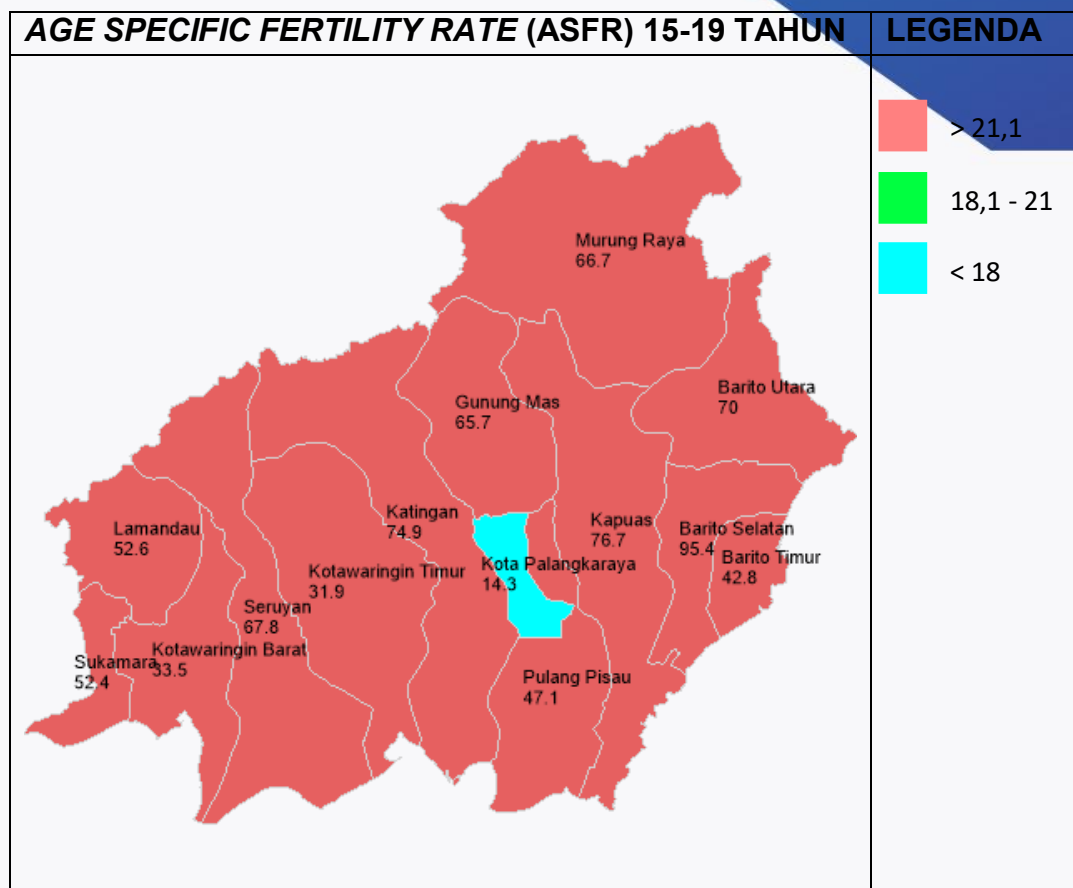 AGE SPECIFIC FERTILITY RATE (ASFR) 15-19 TAHUN
LEGENDA
> 21,1
18,1 - 21
< 18
Murung Raya
66.7
Barito Utara
70
Gunung Mas
65.7
Katingan
74.9
Kapuas
76.7
Lamandau
52.6
Barito Selatan
95.4
Barito Timur
42.8
Kota Palangkaraya
14.3
Kotawaringin Timur
31.9
Seruyan
67.8
Kotawaringin Barat
33.5
Sukamara
52.4
Pulang Pisau
47.1